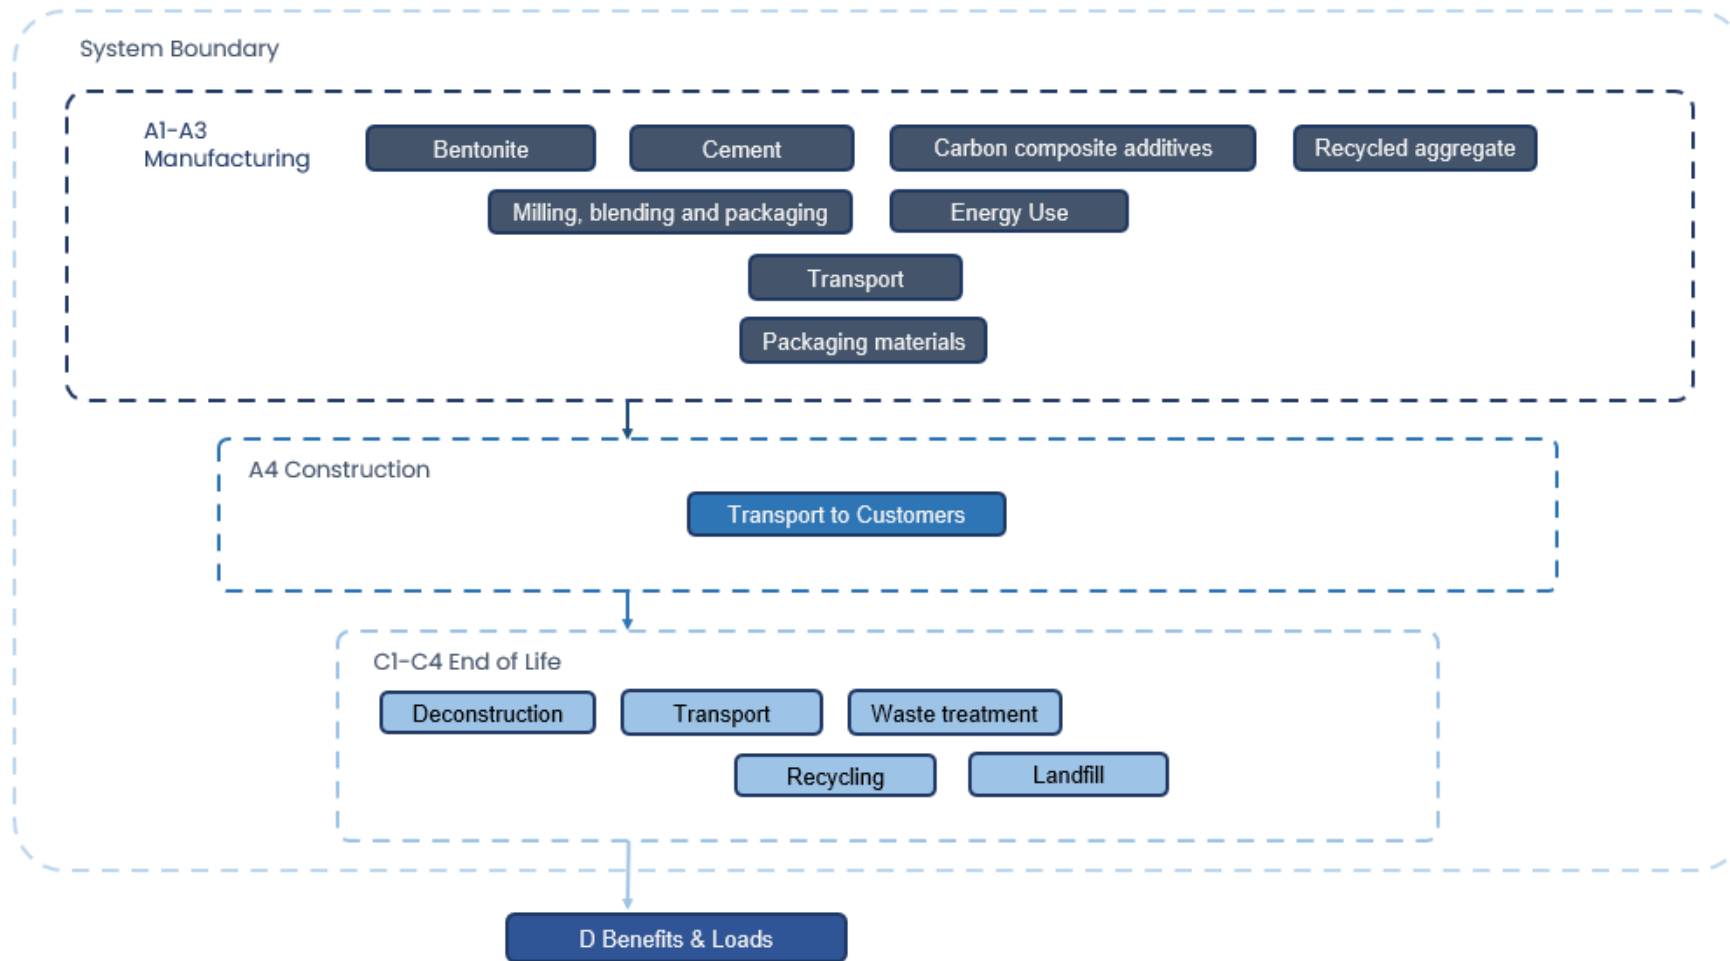 System Boundary
A1-A3
Manufacturing
Bentonite
Cement
Carbon composite additives
Recycled aggregate
Milling, blending and packaging
Energy Use
Transport
Packaging materials
A4 Construction
Transport to Customers
C1-C4 End of Life
Deconstruction
Transport
Waste treatment
Recycling
Landfill
D Benefits & Loads